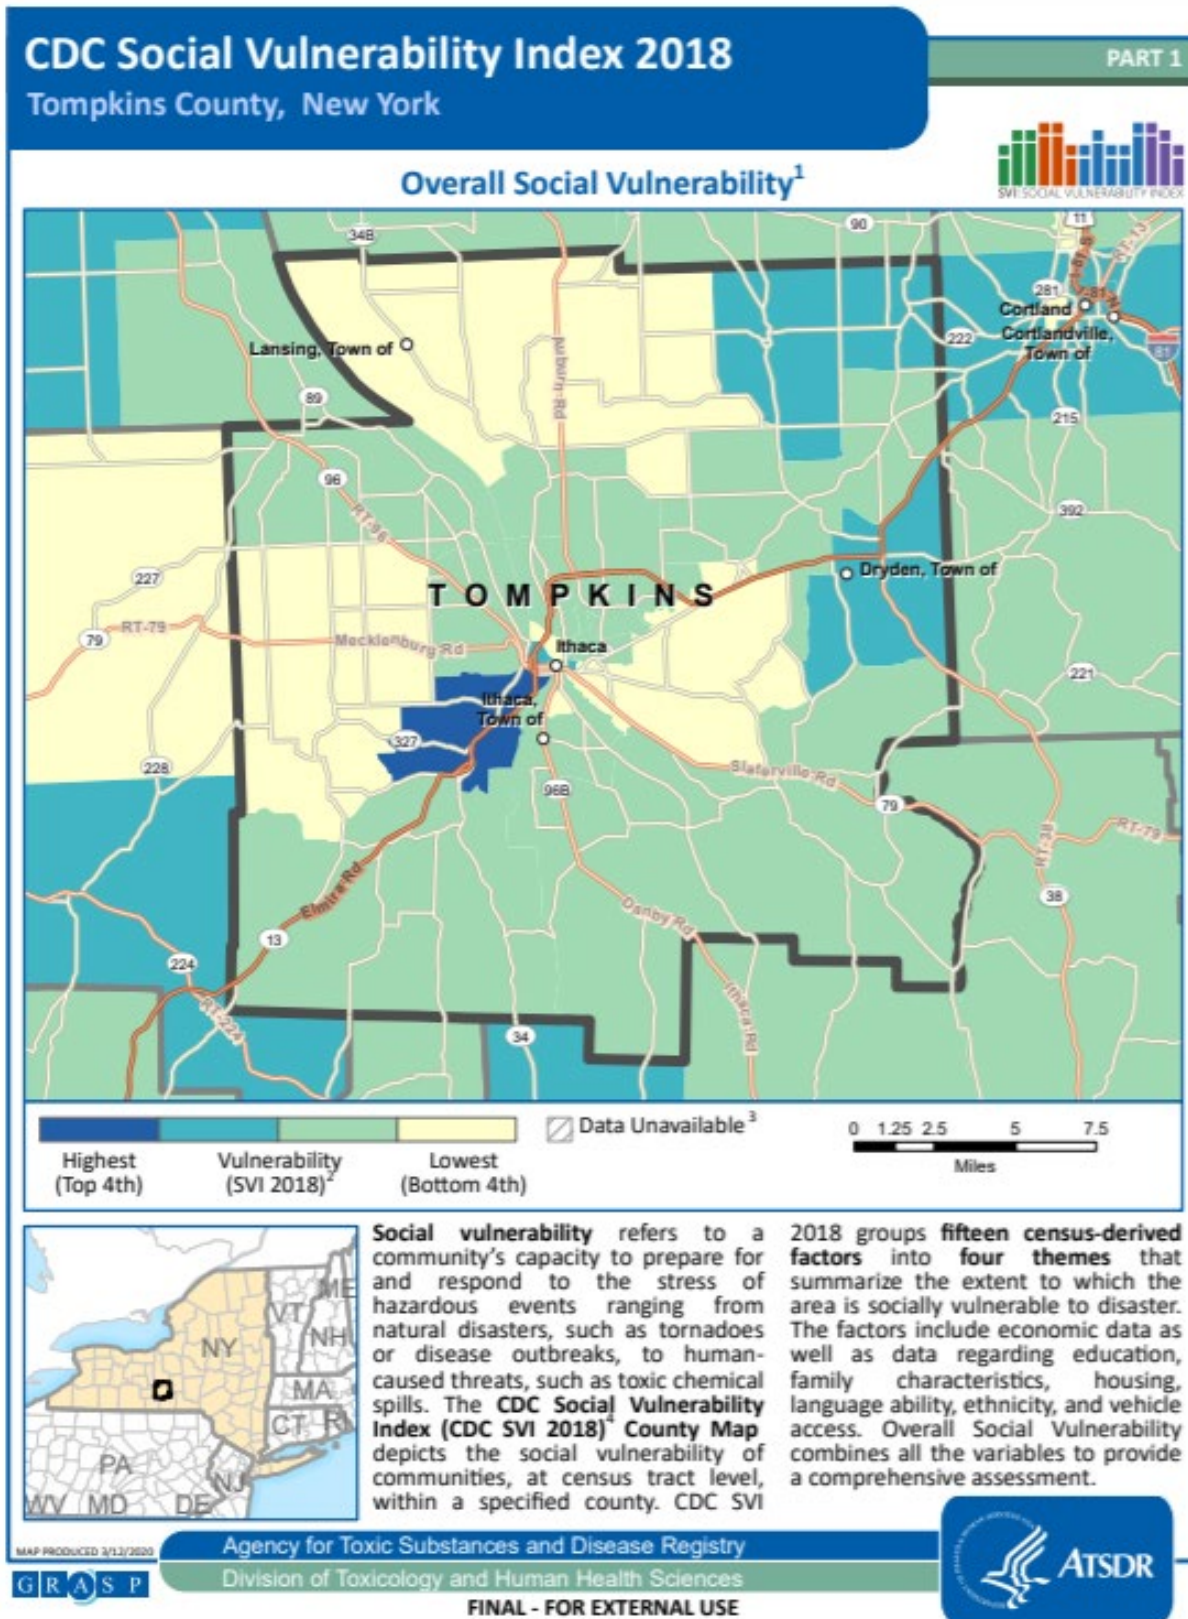 CDC Social Vulnerability Index 2018
PART 1
Tompkins County, New York
SVI:SOCIAL VULNERABILITY INDEX
Overall Social Vulnerability1
34B
90
11
I-81-S
RT-13
I-81-N
281
Cortland
Cortlandville,
Town of
81
222
Lansing, Town of
Auburn Rd
89
215
96
RT-96
392
227
TOMPKINS
Dryden, Town of
79
RT-79
Mecklenburg Rd
Ithaca
221
Ithaca,
Town of
327
228
Slaterville Rd
96B
79
RT-38
RT-79
Elmira Rd
38
Danby Rd
13
224
Ithaca Rd
RT-224
34
Highest
(Top 4th)
Vulnerability
(SVI 2018)2
Lowest
(Bottom 4th)
Data Unavailable3
0 1.25 2.5 5 7.5
Miles
NY
VT
ME
NH
MA
CT
RI
PA
NJ
WV
MD
DE
Social vulnerability refers to a
community's capacity to prepare for
and respond to the stress of
hazardous events ranging from
natural disasters, such as tornadoes
or disease outbreaks, to human-
caused threats, such as toxic chemical
spills. The CDC Social Vulnerability
Index (CDC SVI 2018)4 County Map
depicts the social vulnerability of
communities, at census tract level,
within a specified county. CDC SVI
2018 groups fifteen census-derived
factors into four themes that
summarize the extent to which the
area is socially vulnerable to disaster.
The factors include economic data as
well as data regarding education,
family characteristics, housing,
language ability, ethnicity, and vehicle
access. Overall Social Vulnerability
combines all the variables to provide
a comprehensive assessment.
MAP PRODUCED 3/12/2020
Agency for Toxic Substances and Disease Registry
GRASP
Division of Toxicology and Human Health Sciences
ATSDR
FINAL - FOR EXTERNAL USE